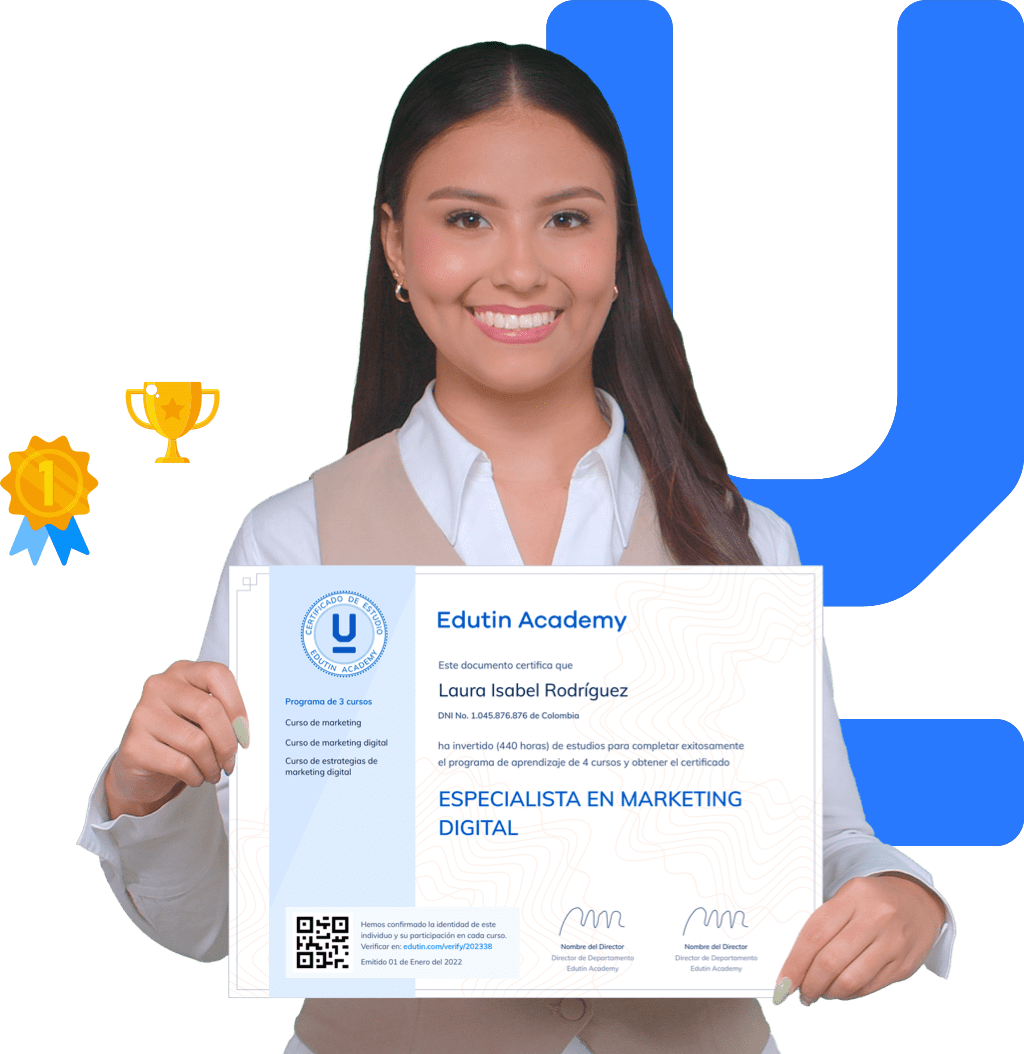 1
CERTIFICADO DE ESTUDIO
EDUTIN ACADEMY
Programa de 3 cursos
Curso de marketing
Curso de marketing digital
Curso de estrategias de
marketing digital
Edutin Academy
Este documento certifica que
Laura Isabel Rodríguez
DNI No. 1.045.876.876 de Colombia
ha invertido (440 horas) de estudios para completar exitosamente
el programa de aprendizaje de 4 cursos y obtener el certificado
ESPECIALISTA EN MARKETING
DIGITAL
Hemos confirmado la identidad de este
individuo y su participación en cada curso.
Verificar en: edutin.com/verify/202338
Emitido 01 de Enero del 2022
Nombre del Director
Director de Departamento
Edutin Academy
Nombre del Director
Director de Departamento
Edutin Academy